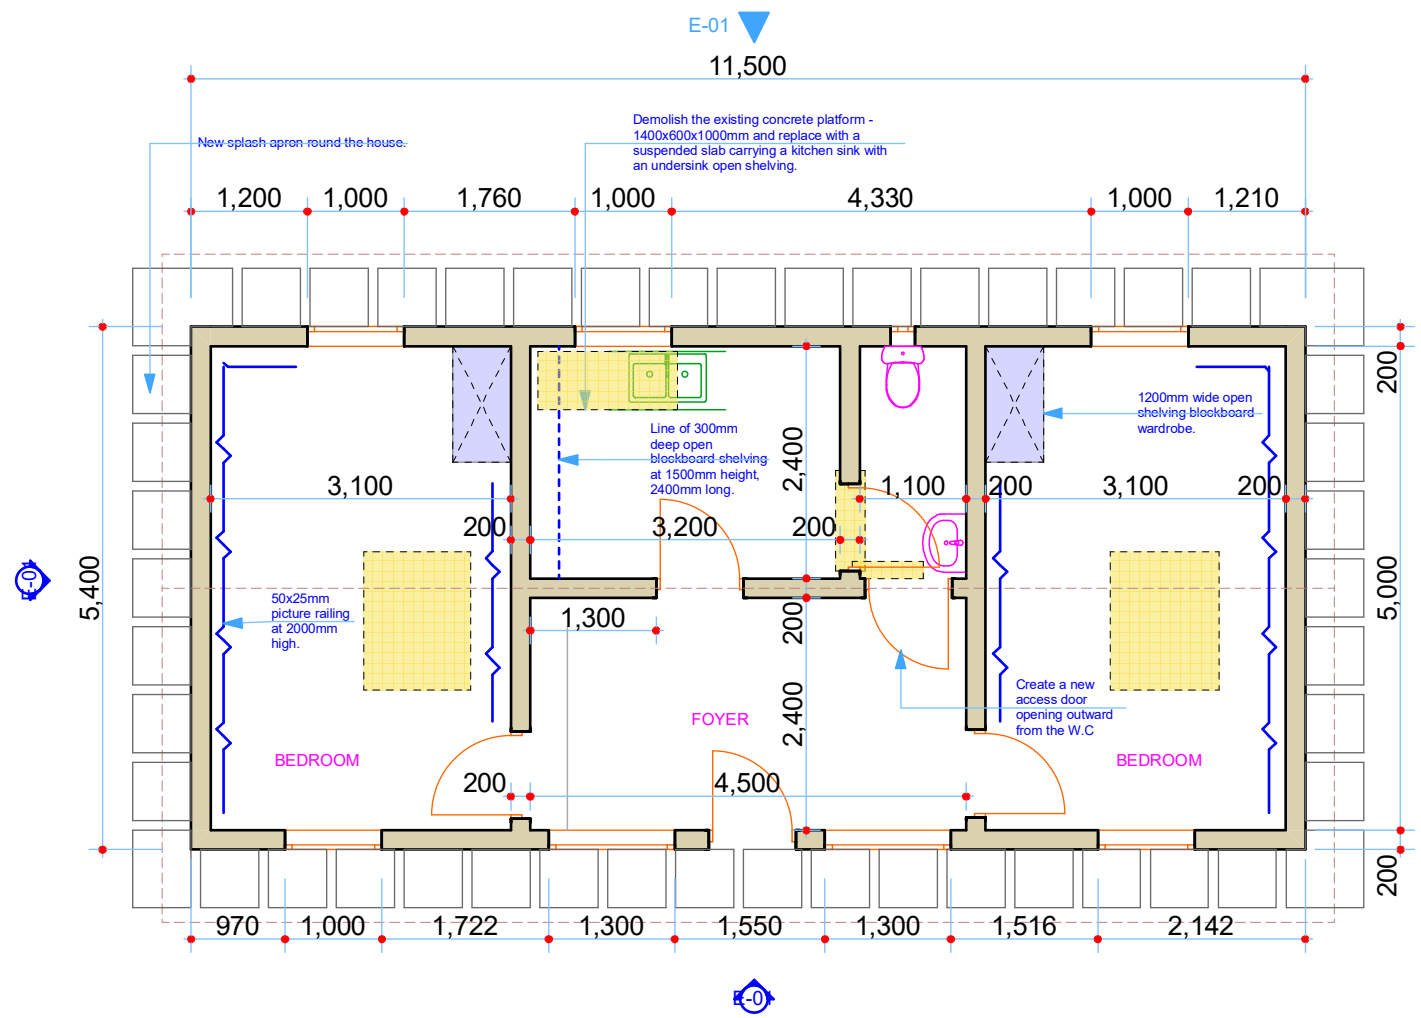 E-01
11,500
New splash apron round the house.
Demolish the existing concrete platform -
1400x600x1000mm and replace with a
suspended slab carrying a kitchen sink with
an undersink open shelving.
1,200
1,000
1,760
1,000
4,330
1,000
1,210
200
1200mm wide open
shelving blockboard
wardrobe.
Line of 300mm
deep open
blockboard shelving
at 1500mm height,
2400mm long.
2,400
3,100
1,100
200
3,100
200
200
3,200
200
E-01
5,400
5,000
50x25mm
picture railing
at 2000mm
high.
1,300
200
Create a new
access door
opening outward
from the W.C
FOYER
2,400
BEDROOM
BEDROOM
200
4,500
200
970
1,000
1,722
1,300
1,550
1,300
1,516
2,142
E-01